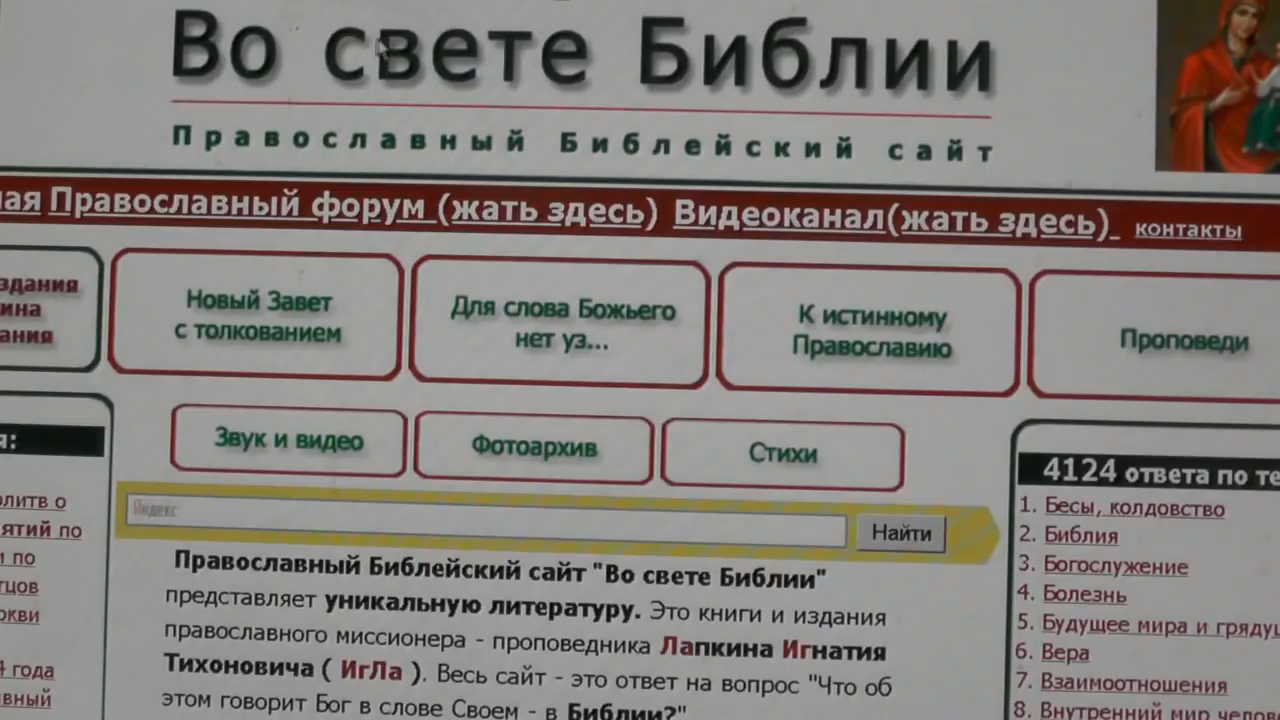 Во свете Библии
Православный Библейский сайт
Православный форум (жать здесь) Видеоканал(жать здесь) контакты
Новый Завет
с толкованием
Для слова Божьего
нет уз...
К истинному
Православию
Проповеди
Звук и видео
Фотоархив
Стихи
Яндекс
Найти
Православный Библейский сайт "Во свете Библии"
представляет уникальную литературу. Это книги и издания
православного миссионера - проповедника Лапкина Игнатия
Тихоновича ( ИгЛа ). Весь сайт - это ответ на вопрос "Что об
этом говорит Бог в слове Своем - в Библии?"
4124 ответа по те
1. Бесы, колдовство
2. Библия
3. Богослужение
4. Болезнь
5. Будущее мира и гряду
6. Вера
7. Взаимоотношения
8. Внутренний мир челов